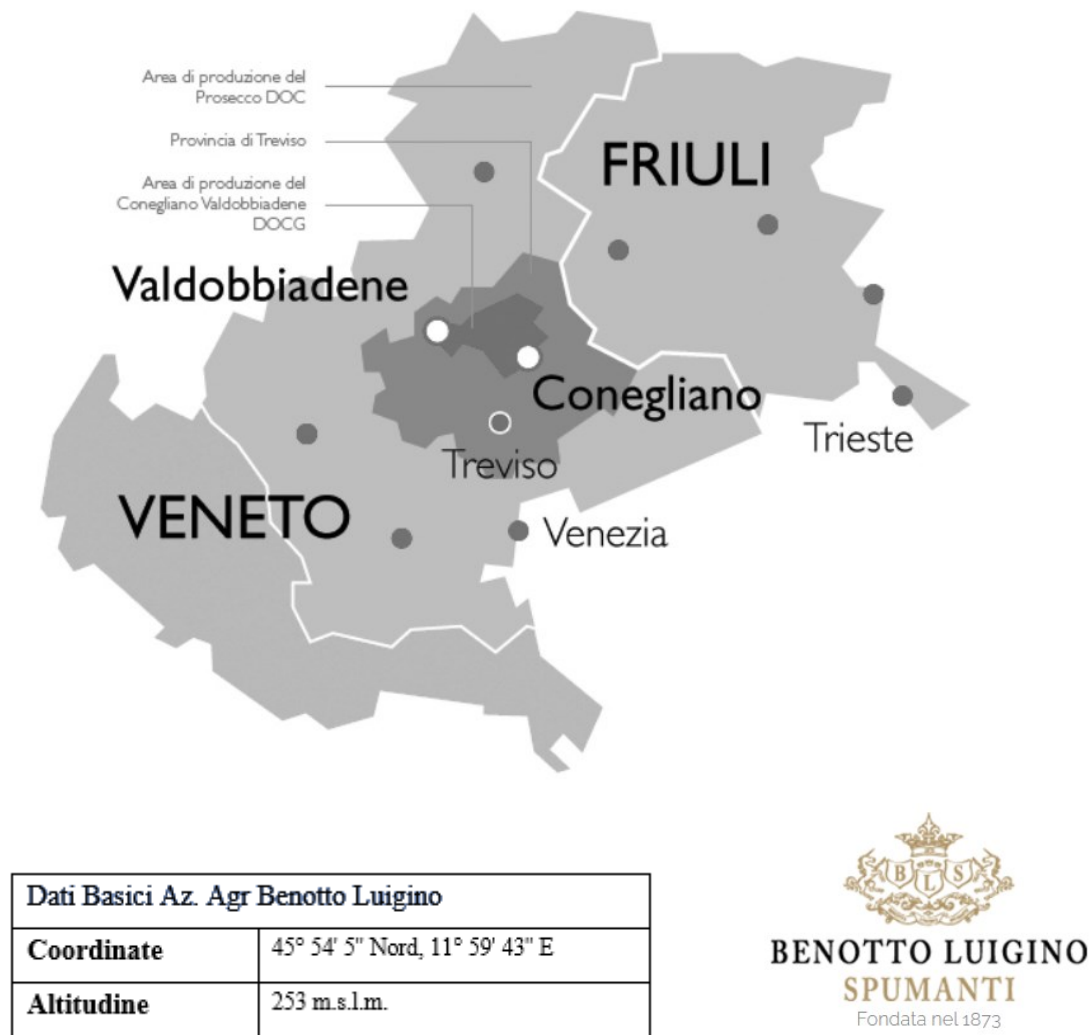 Area di produzione del
Prosecco DOC
Provincia di Treviso
Area di produzione del
Conegliano Valdobbiadene
DOCG
FRIULI
Valdobbiadene
Conegliano
Trieste
Treviso
VENETO
Venezia
Dati Basici Az. Agr Benotto Luigino
Coordinate 45° 54' 5" Nord, 11° 59' 43" E
Altitudine 253 m.s.l.m.
B L S
BENOTTO LUIGINO
SPUMANTI
Fondata nel 1873